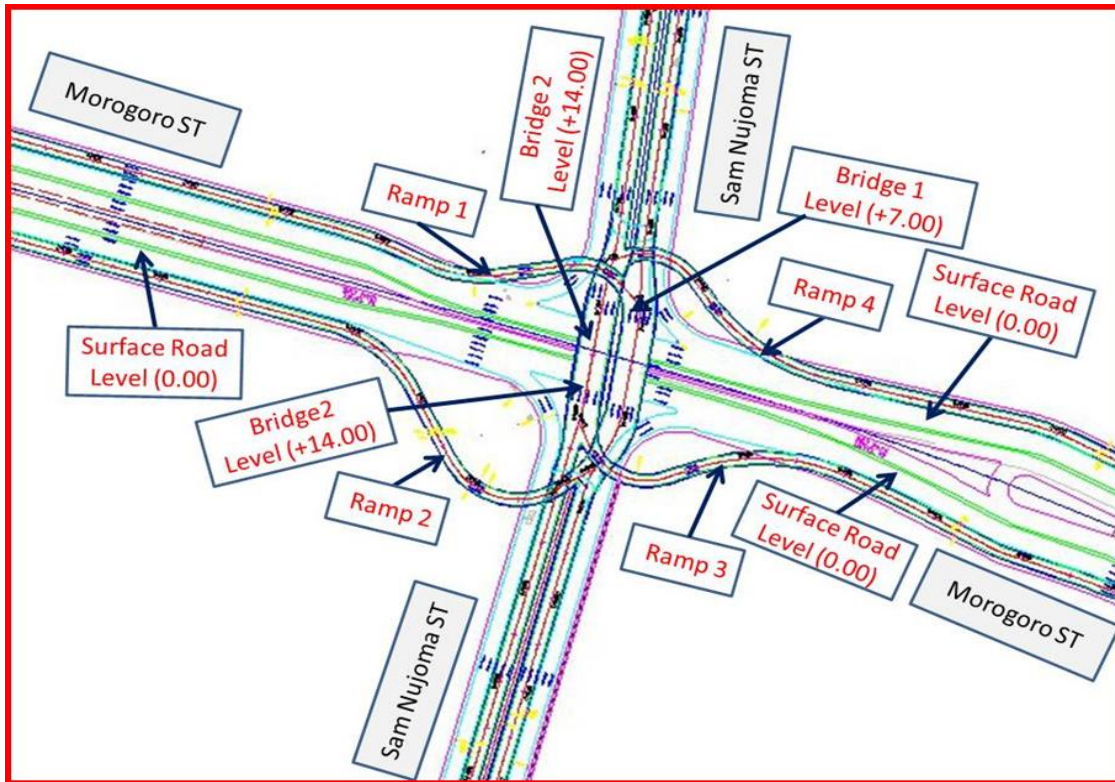 Morogoro ST
Bridge 2
Level (+14.00)
Sam Nujoma ST
Ramp 1
Bridge 1
Level (+7.00)
Ramp 4
Surface Road
Level (0.00)
Surface Road
Level (0.00)
Bridge2
Level (+14.00)
Ramp 2
Ramp 3
Surface Road
Level (0.00)
Morogoro ST
Sam Nujoma ST